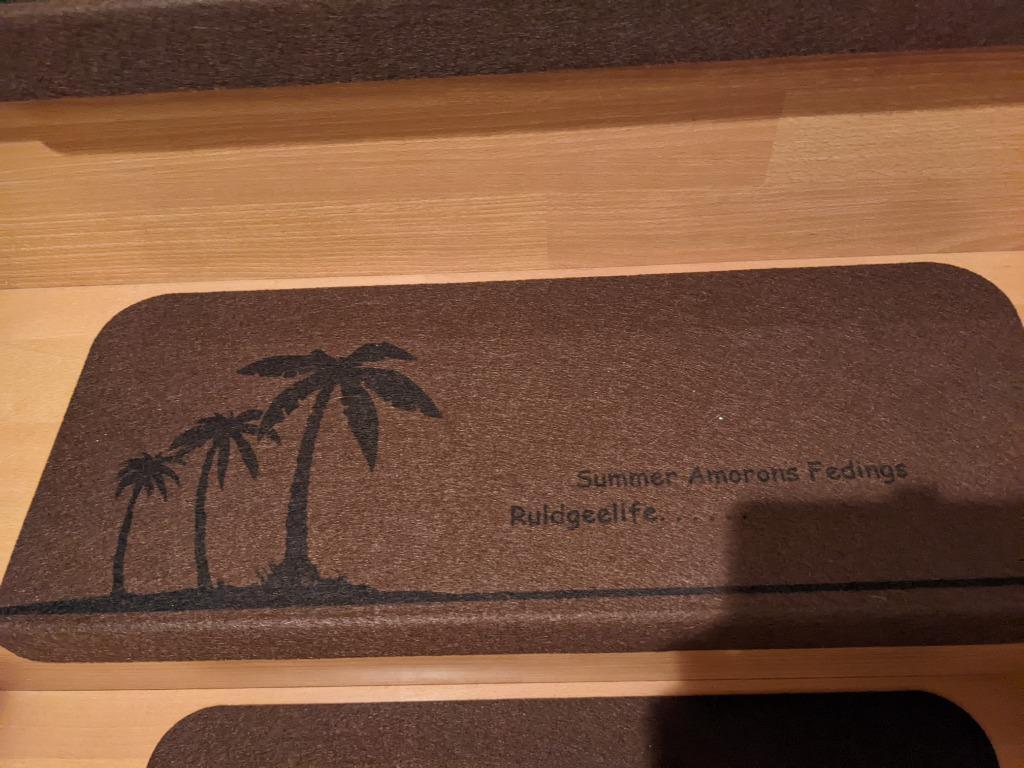 Summer Amorons Fedings
Ruldgeelife. . . . . .